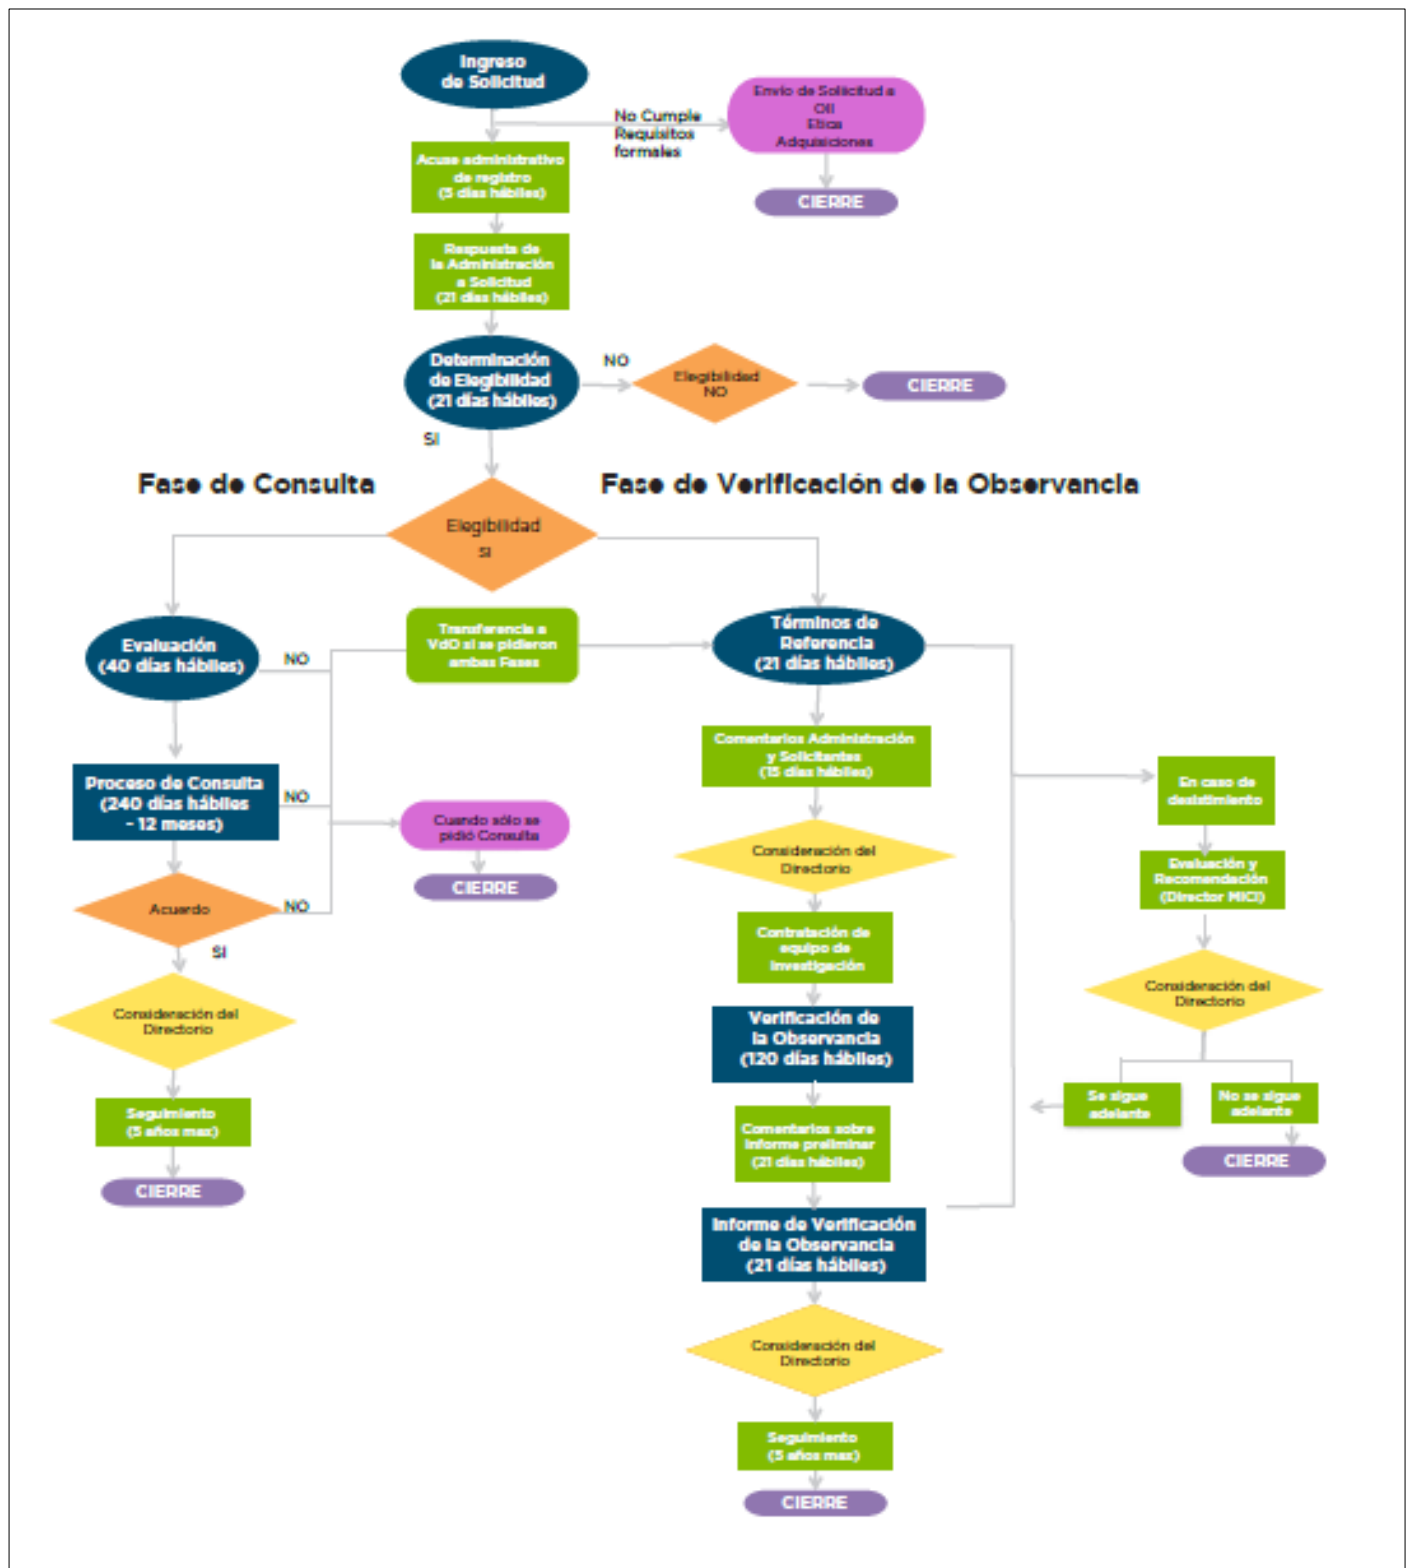 Ingreso
de Solicitud
No Cumple
Requisitos
formales
Envío de Solicitud a
OII
Etica
Adquisiciones
CIERRE
Acuse administrativo
de registro
(5 días hábiles)
Respuesta de
la Administración
a Solicitud
(21 días hábiles)
Determinación
de Elegibilidad
(21 días hábiles)
NO
Elegibilidad
NO
CIERRE
SI
Fase de Consulta
Fase de Verificación de la Observancia
Elegibilidad
SI
Evaluación
(40 días hábiles)
NO
Transferencia a
VdO si se pidieron
ambas Fases
Términos de
Referencia
(21 días hábiles)
Proceso de Consulta
(240 días hábiles
- 12 meses)
NO
Cuando sólo se
pidió Consulta
CIERRE
Acuerdo
NO
SI
Consideración del
Directorio
Seguimiento
(5 años max)
CIERRE
Comentarios Administración
y Solicitantes
(15 días hábiles)
Consideración del
Directorio
Contratación de
equipo de
investigación
Verificación de
la Observancia
(120 días hábiles)
Comentarios sobre
informe preliminar
(21 días hábiles)
Informe de Verificación
de la Observancia
(21 días hábiles)
Consideración del
Directorio
Seguimiento
(5 años max)
CIERRE
En caso de
desistimiento
Evaluación y
Recomendación
(Director MICI)
Consideración del
Directorio
Se sigue
adelante
No se sigue
adelante
CIERRE